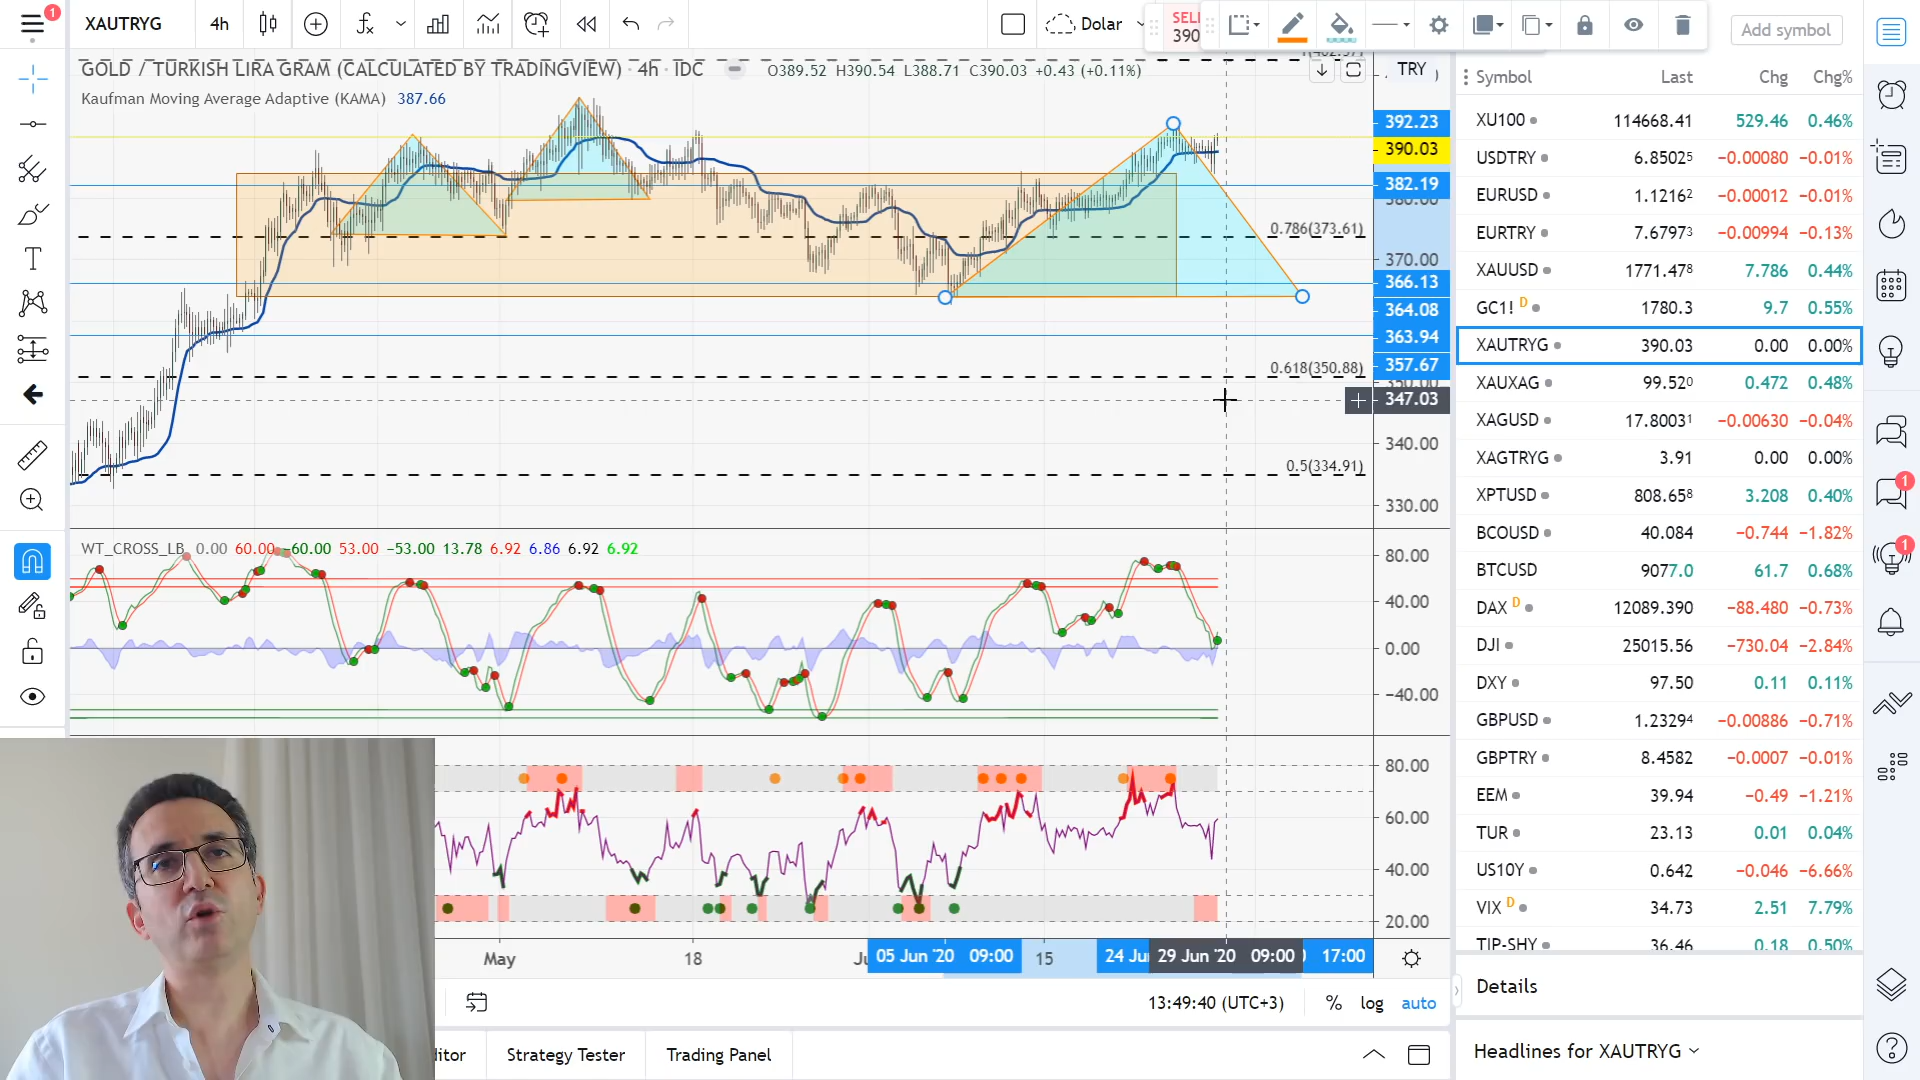 1
XAUTRYG
4h
Dolar
SELL
390
Add symbol
GOLD / TURKISH LIRA GRAM (CALCULATED BY TRADINGVIEW) · 4h · IDC
O389.52 H390.54 L388.71 C390.03 +0.43 (+0.11%)
TRY
Kaufman Moving Average Adaptive (KAMA) 387.66
392.23
390.03
382.19
380.00
0.786(373.61)
370.00
366.13
364.08
363.94
357.67
0.618(350.88)
350.00
347.03
340.00
0.5(334.91)
330.00
WT_CROSS_LB 0.00 60.00 −60.00 53.00 −53.00 13.78 6.92 6.86 6.92 6.92
80.00
40.00
0.00
−40.00
80.00
60.00
40.00
20.00
May
18
05 Jun '20 09:00
15
29 Jun '20 09:00
17:00
13:49:40 (UTC+3)
%
log
auto
Strategy Tester
Trading Panel
Symbol Last Chg Chg%
XU100 114668.41 529.46 0.46%
USDTRY 6.85025 −0.00080 −0.01%
EURUSD 1.12162 −0.00012 −0.01%
EURTRY 7.67973 −0.00994 −0.13%
XAUUSD 1771.478 7.786 0.44%
GC1! D 1780.3 9.7 0.55%
XAUTRYG 390.03 0.00 0.00%
XAUXAG 99.520 0.472 0.48%
XAGUSD 17.80031 −0.00630 −0.04%
XAGTRYG 3.91 0.00 0.00%
XPTUSD 808.658 3.208 0.40%
BCOUSD 40.084 −0.744 −1.82%
BTCUSD 9077.0 61.7 0.68%
DAX D 12089.390 −88.480 −0.73%
DJI 25015.56 −730.04 −2.84%
DXY 97.50 0.11 0.11%
GBPUSD 1.23294 −0.00886 −0.71%
GBPTRY 8.4582 −0.0007 −0.01%
EEM 39.94 −0.49 −1.21%
TUR 23.13 0.01 0.04%
US10Y 0.642 −0.046 −6.66%
VIX D 34.73 2.51 7.79%
TIP-SHY 36.46 0.18 0.50%
Details
Headlines for XAUTRYG
1
1